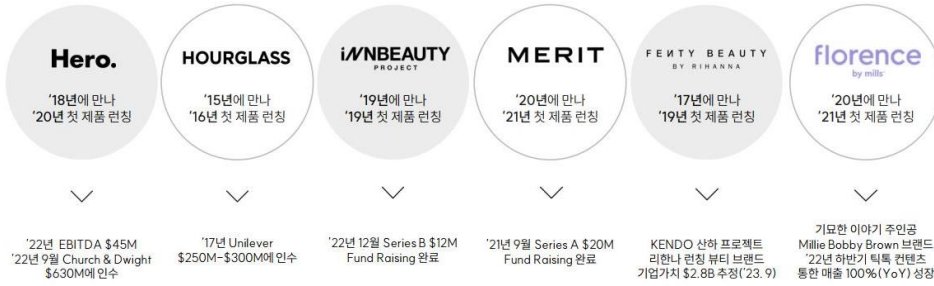 Hero.
'18년에 만나
'20년 첫 제품 런칭
HOURGLASS
'15년에 만나
'16년 첫 제품 런칭
iNNBEAUTY
PROJECT
'19년에 만나
'19년 첫 제품 런칭
MERIT
'20년에 만나
'21년 첫 제품 런칭
FENTY BEAUTY
BY RIHANNA
'17년에 만나
'19년 첫 제품 런칭
florence
by mills
'20년에 만나
'21년 첫 제품 런칭
'22년 EBITDA $45M
'22년 9월 Church & Dwight
$630M에 인수
'17년 Unilever
$250M-$300M에 인수
'22년 12월 Series B $12M
Fund Raising 완료
'21년 9월 Series A $20M
Fund Raising 완료
KENDO 산하 프로젝트
리한나 런칭 뷰티 브랜드
기업가치 $2.8B 추정('23. 9)
기묘한 이야기 주인공
Millie Bobby Brown 브랜드
'22년 하반기 틱톡 컨텐츠
통한 매출 100%(YoY) 성장